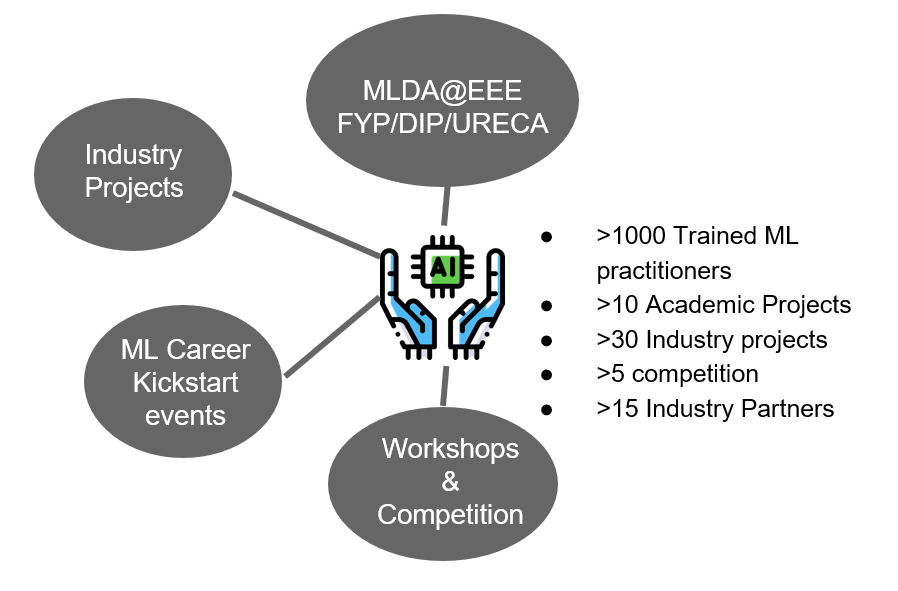 MLDA@EEE
FYP/DIP/URECA
Industry
Projects
AI
ML Career
Kickstart
events
Workshops
&
Competition
● >1000 Trained ML
practitioners
● >10 Academic Projects
● >30 Industry projects
● >5 competition
● >15 Industry Partners